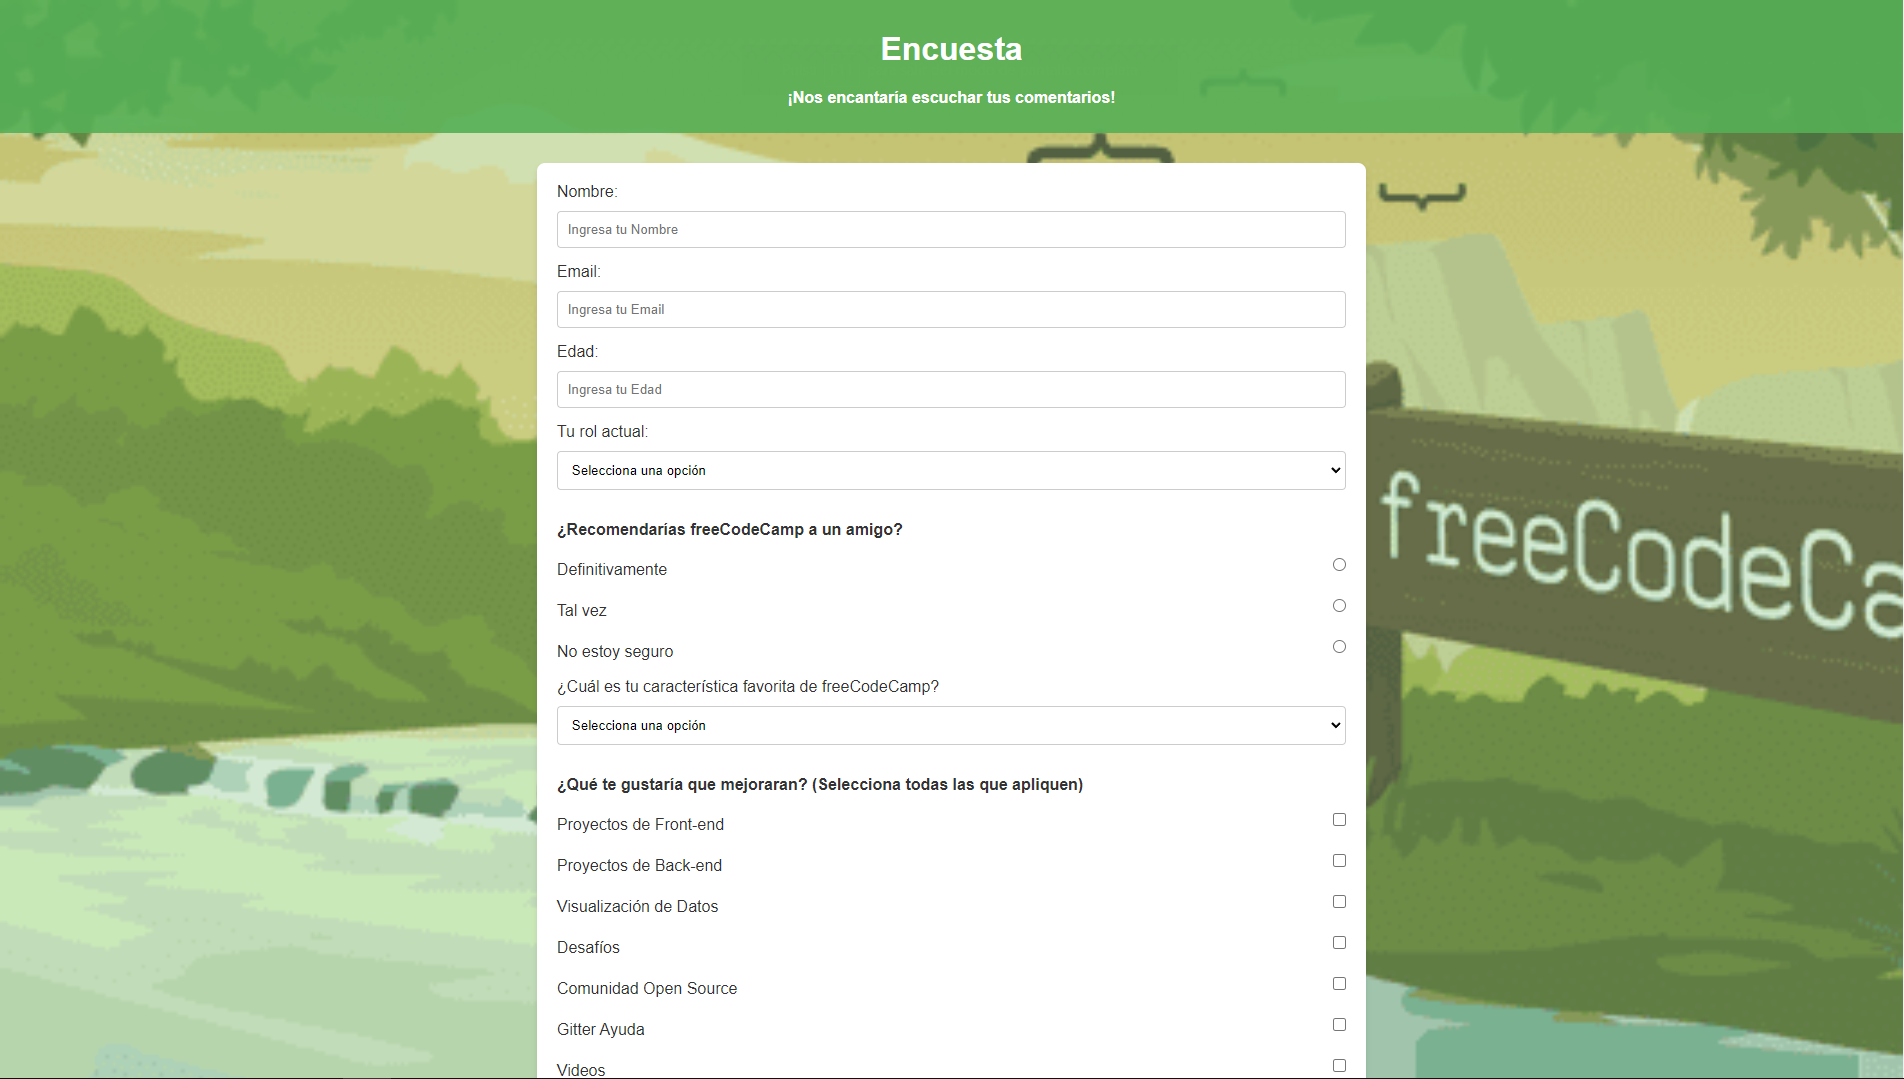 Encuesta
¡Nos encantaría escuchar tus comentarios!
Nombre:
Ingresa tu Nombre
Email:
Ingresa tu Email
Edad:
Ingresa tu Edad
Tu rol actual:
Selecciona una opción
¿Recomendarías freeCodeCamp a un amigo?
Definitivamente
Tal vez
No estoy seguro
¿Cuál es tu característica favorita de freeCodeCamp?
Selecciona una opción
¿Qué te gustaría que mejoraran? (Selecciona todas las que apliquen)
Proyectos de Front-end
Proyectos de Back-end
Visualización de Datos
Desafíos
Comunidad Open Source
Gitter Ayuda
Videos
freeCodeCa